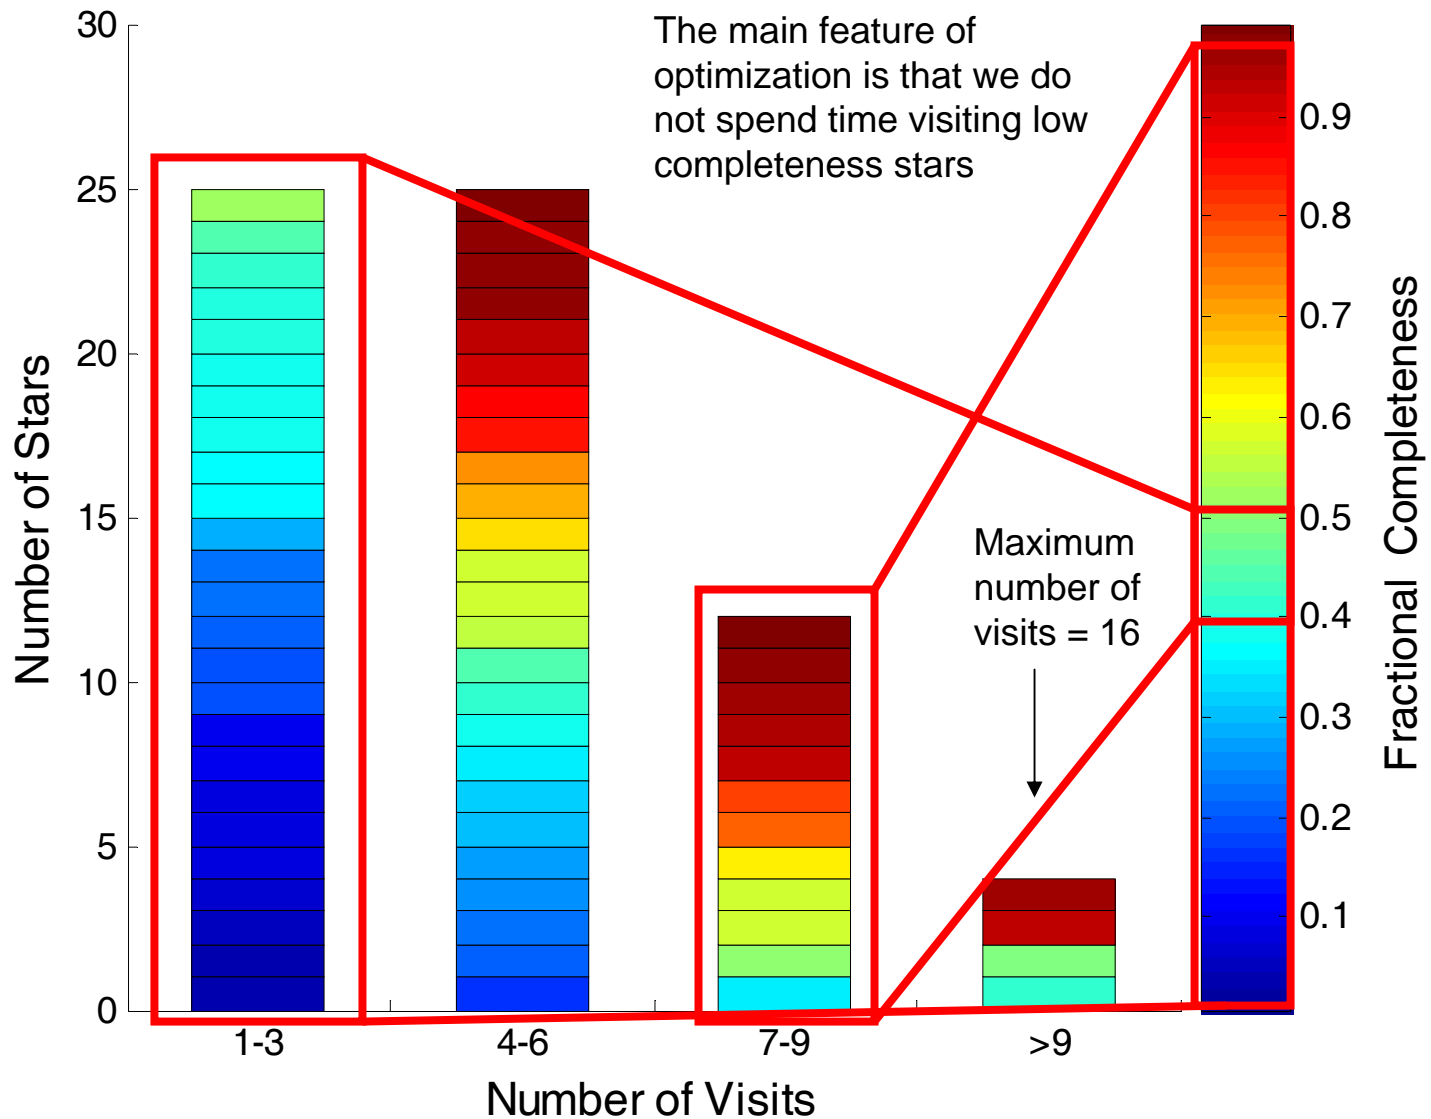 The main feature of
optimization is that we do
not spend time visiting low
completeness stars
Maximum
number of
visits = 16
Number of Stars
30
25
20
15
10
5
0
1-3
4-6
7-9
>9
Number of Visits
0.9
0.8
0.7
0.6
0.5
0.4
0.3
0.2
0.1
Fractional Completeness